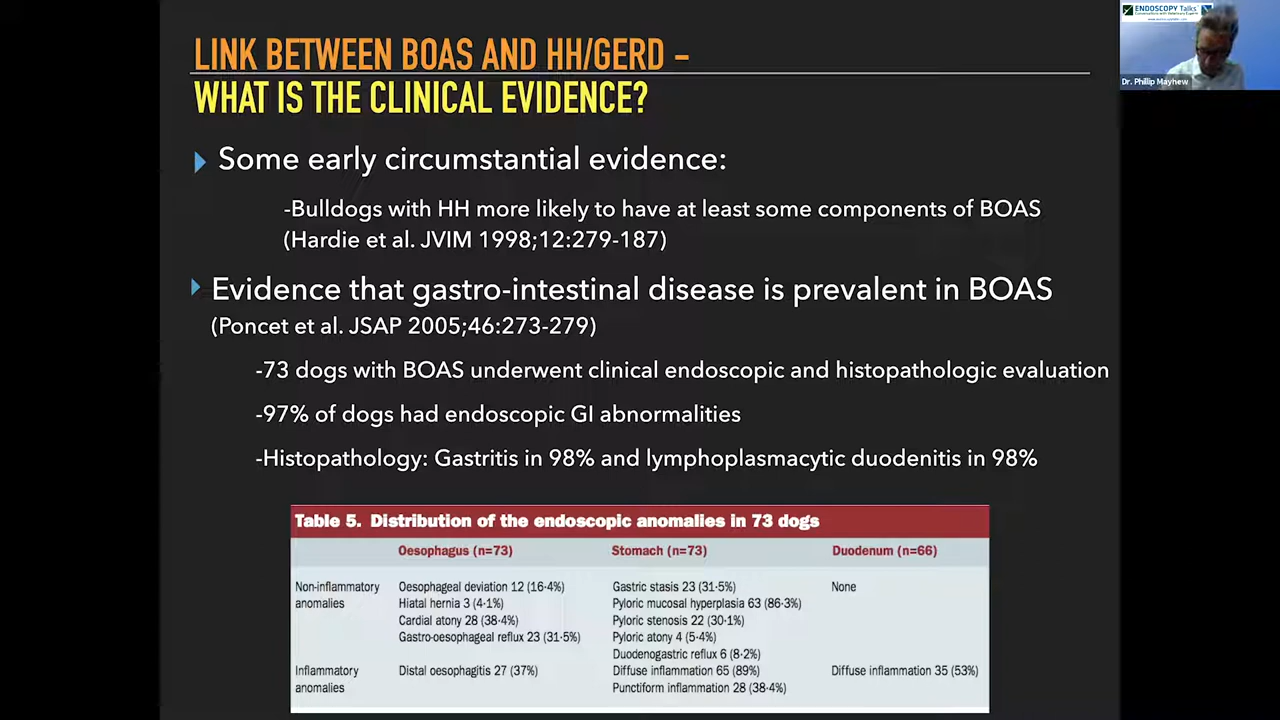 LINK BETWEEN BOAS AND HH/GERD -
WHAT IS THE CLINICAL EVIDENCE?
Some early circumstantial evidence:
-Bulldogs with HH more likely to have at least some components of BOAS
(Hardie et al. JVIM 1998;12:279-187)
Evidence that gastro-intestinal disease is prevalent in BOAS
(Poncet et al. JSAP 2005;46:273-279)
-73 dogs with BOAS underwent clinical endoscopic and histopathologic evaluation
-97% of dogs had endoscopic GI abnormalities
-Histopathology: Gastritis in 98% and lymphoplasmacytic duodenitis in 98%
Table 5. Distribution of the endoscopic anomalies in 73 dogs
Oesophagus (n=73) Stomach (n=73) Duodenum (n=66)
Non-inflammatory Oesophageal deviation 12 (16·4%) Gastric stasis 23 (31·5%) None
anomalies Hiatal hernia 3 (4·1%) Pyloric mucosal hyperplasia 63 (86·3%)
Cardial atony 28 (38·4%) Pyloric stenosis 22 (30·1%)
Gastro-oesophageal reflux 23 (31·5%) Pyloric atony 4 (5·4%)
Duodenogastric reflux 6 (8·2%)
Inflammatory Distal oesophagitis 27 (37%) Diffuse inflammation 65 (89%) Diffuse inflammation 35 (53%)
anomalies Punctiform inflammation 28 (38·4%)
ENDOSCOPY Talks
Dr. Phillip Mayhew